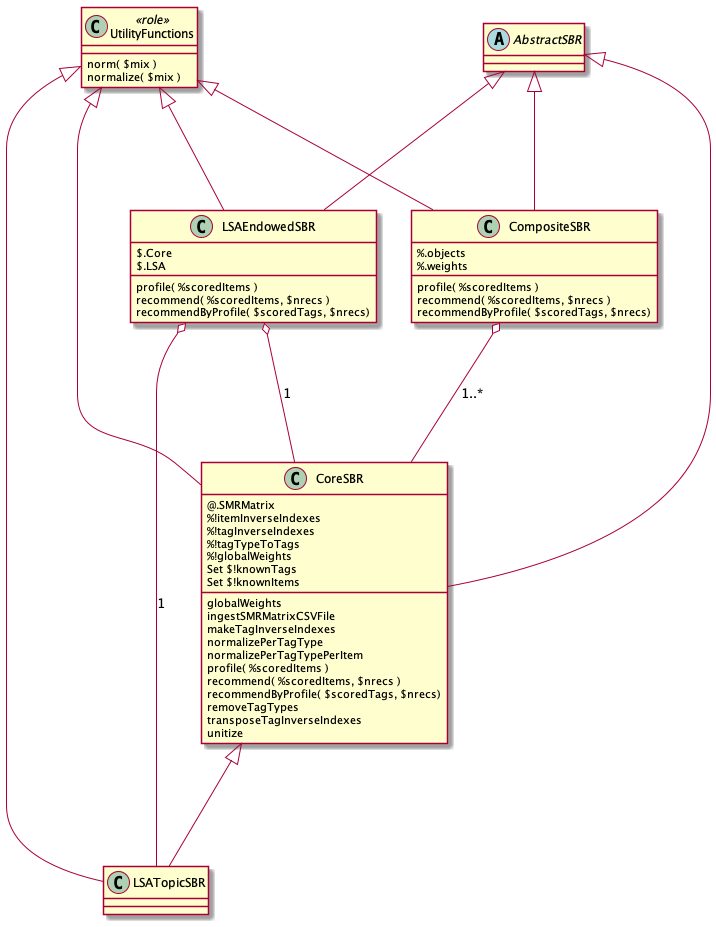 C
«role»
UtilityFunctions
norm( $mix )
normalize( $mix )
A
AbstractSBR
C
LSAEndowedSBR
$.Core
$.LSA
profile( %scoredItems )
recommend( %scoredItems, $nrecs )
recommendByProfile( $scoredTags, $nrecs)
C
CompositeSBR
%.objects
%.weights
profile( %scoredItems )
recommend( %scoredItems, $nrecs )
recommendByProfile( $scoredTags, $nrecs)
1
1..*
C
CoreSBR
@.SMRMatrix
%!itemInverseIndexes
%!tagInverseIndexes
%!tagTypeToTags
%!globalWeights
Set $!knownTags
Set $!knownItems
globalWeights
ingestSMRMatrixCSVFile
makeTagInverseIndexes
normalizePerTagType
normalizePerTagTypePerItem
profile( %scoredItems )
recommend( %scoredItems, $nrecs )
recommendByProfile( $scoredTags, $nrecs)
removeTagTypes
transposeTagInverseIndexes
unitize
1
C
LSATopicSBR